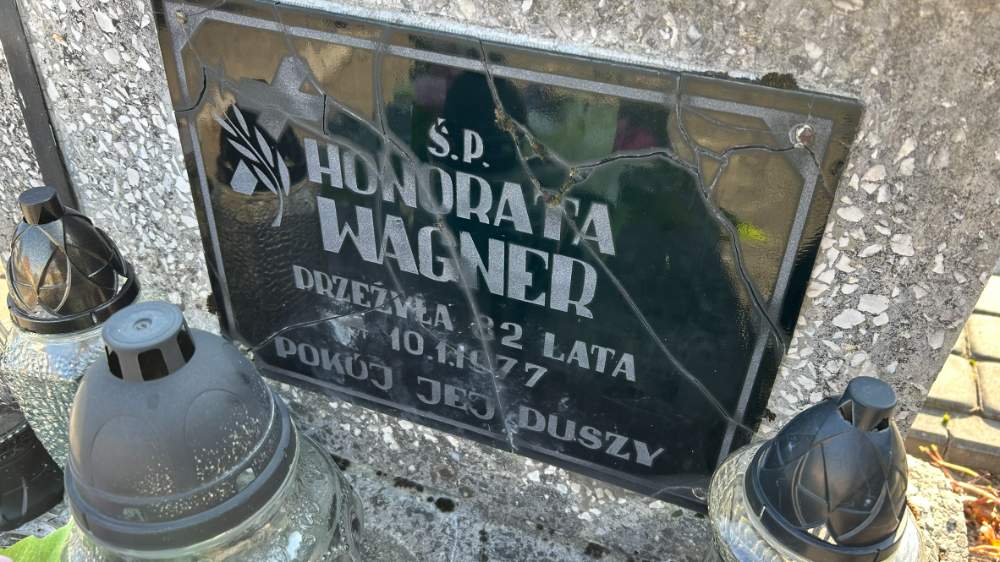 Ś.P.
HONORATA
WAGNER
PRZEŻYŁA LATA
10.1.1977
POKÓJ JEJ DUSZY